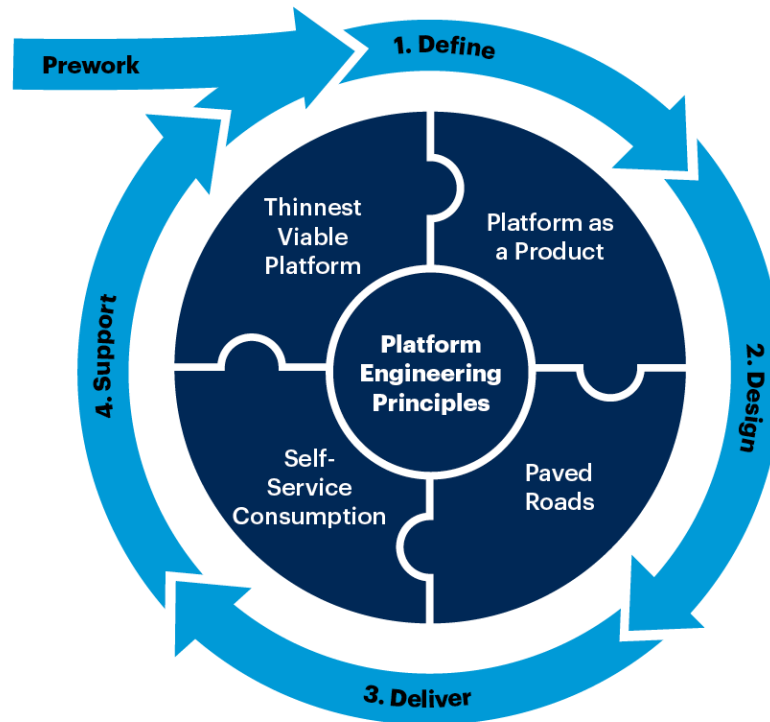 Prework
1. Define
2. Design
3. Deliver
4. Support
Thinnest
Viable
Platform
Platform as
a Product
Platform
Engineering
Principles
Self-
Service
Consumption
Paved
Roads